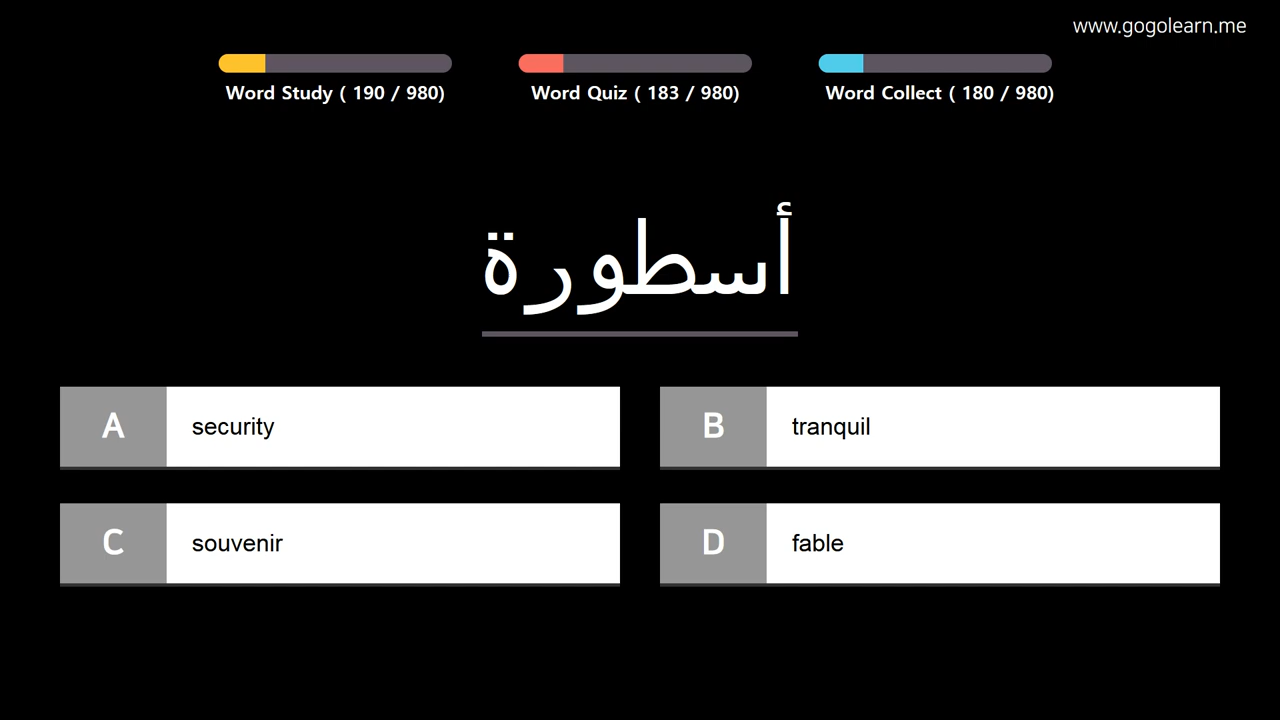 www.gogolearn.me
Word Study ( 190 / 980)
Word Quiz ( 183 / 980)
Word Collect ( 180 / 980)
أسطورة
A
security
B
tranquil
C
souvenir
D
fable